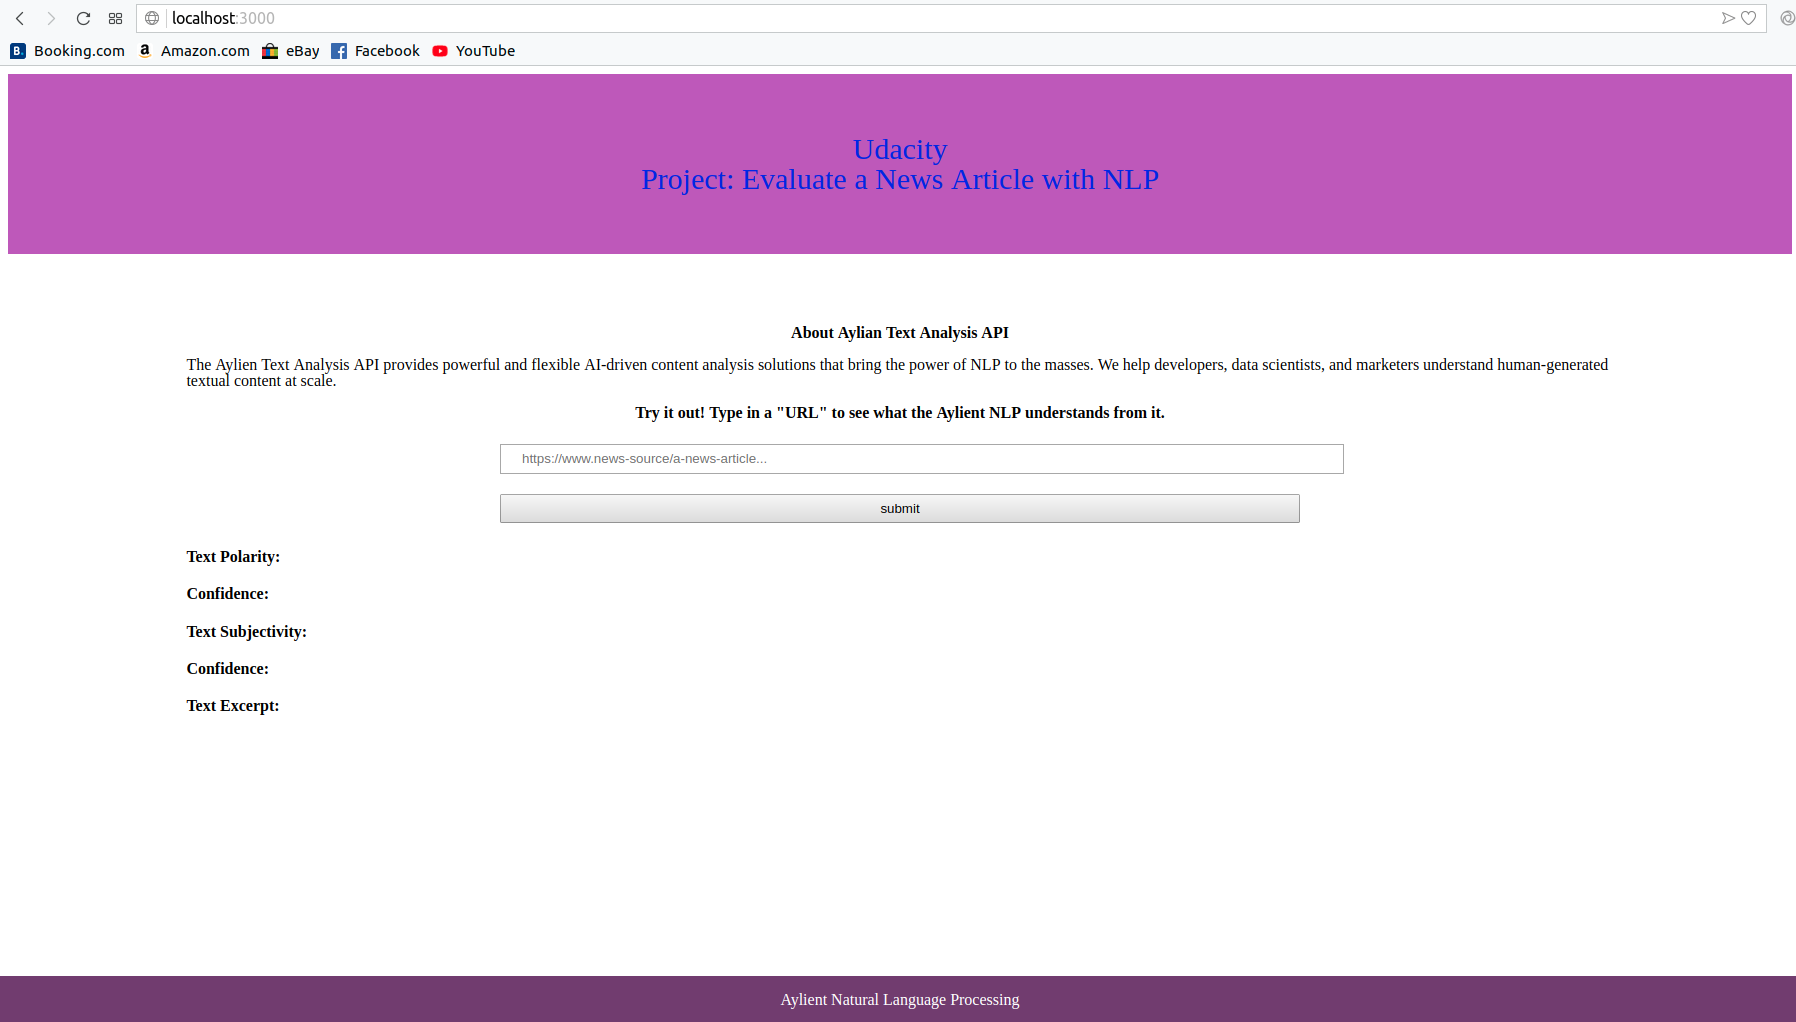 localhost:3000
Booking.com Amazon.com eBay Facebook YouTube
Udacity
Project: Evaluate a News Article with NLP
About Aylian Text Analysis API
The Aylien Text Analysis API provides powerful and flexible AI-driven content analysis solutions that bring the power of NLP to the masses. We help developers, data scientists, and marketers understand human-generated
textual content at scale.
Try it out! Type in a "URL" to see what the Aylient NLP understands from it.
https://www.news-source/a-news-article...
submit
Text Polarity:
Confidence:
Text Subjectivity:
Confidence:
Text Excerpt:
Aylient Natural Language Processing